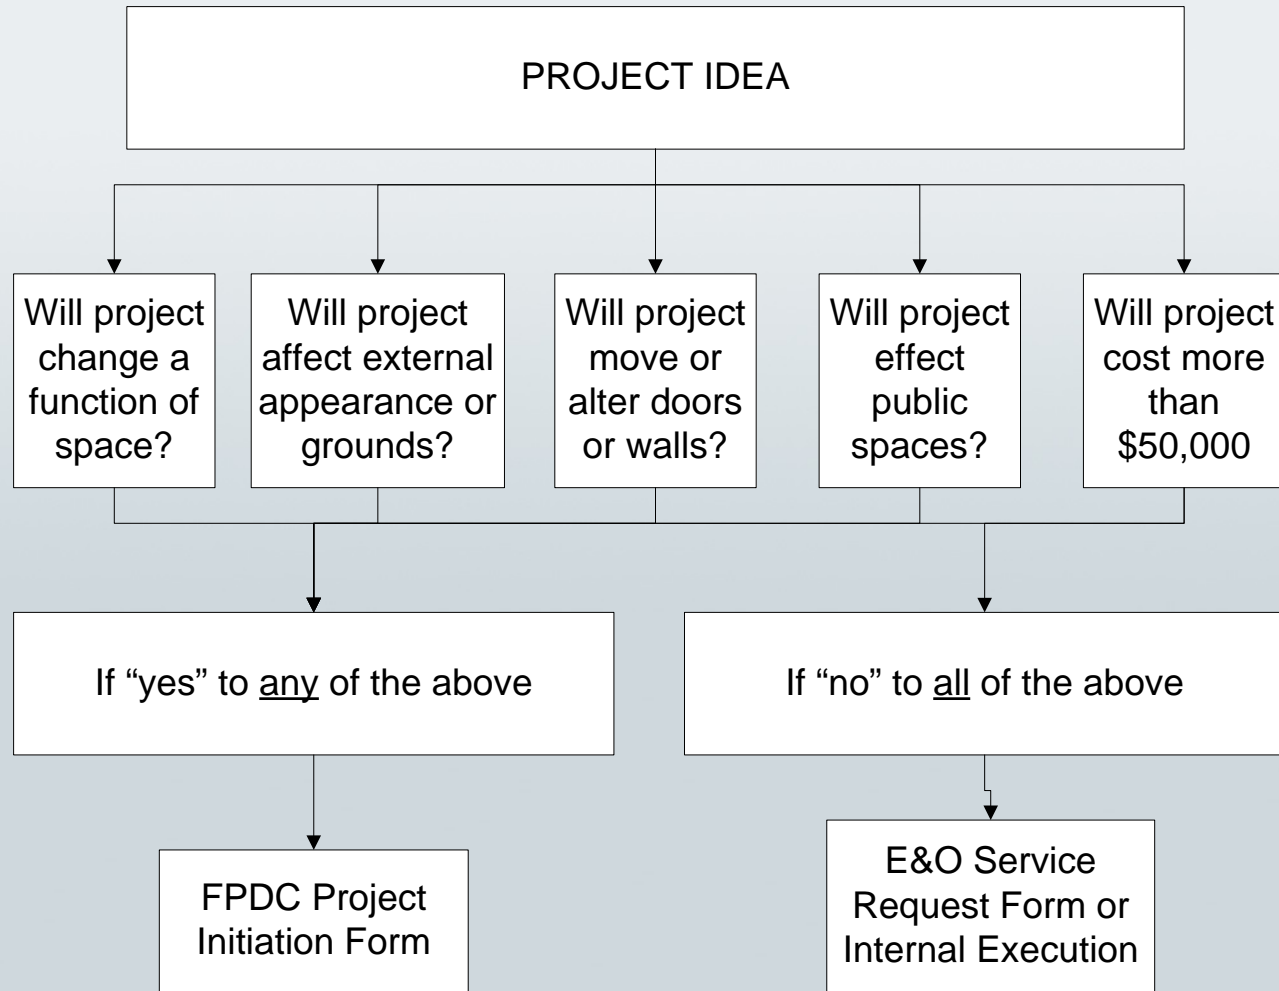 PROJECT IDEA
Will project
change a
function of
space?
Will project
affect external
appearance or
grounds?
Will project
move or
alter doors
or walls?
Will project
effect
public
spaces?
Will project
cost more
than
$50,000
If “yes” to any of the above
If “no” to all of the above
FPDC Project
Initiation Form
E&O Service
Request Form or
Internal Execution